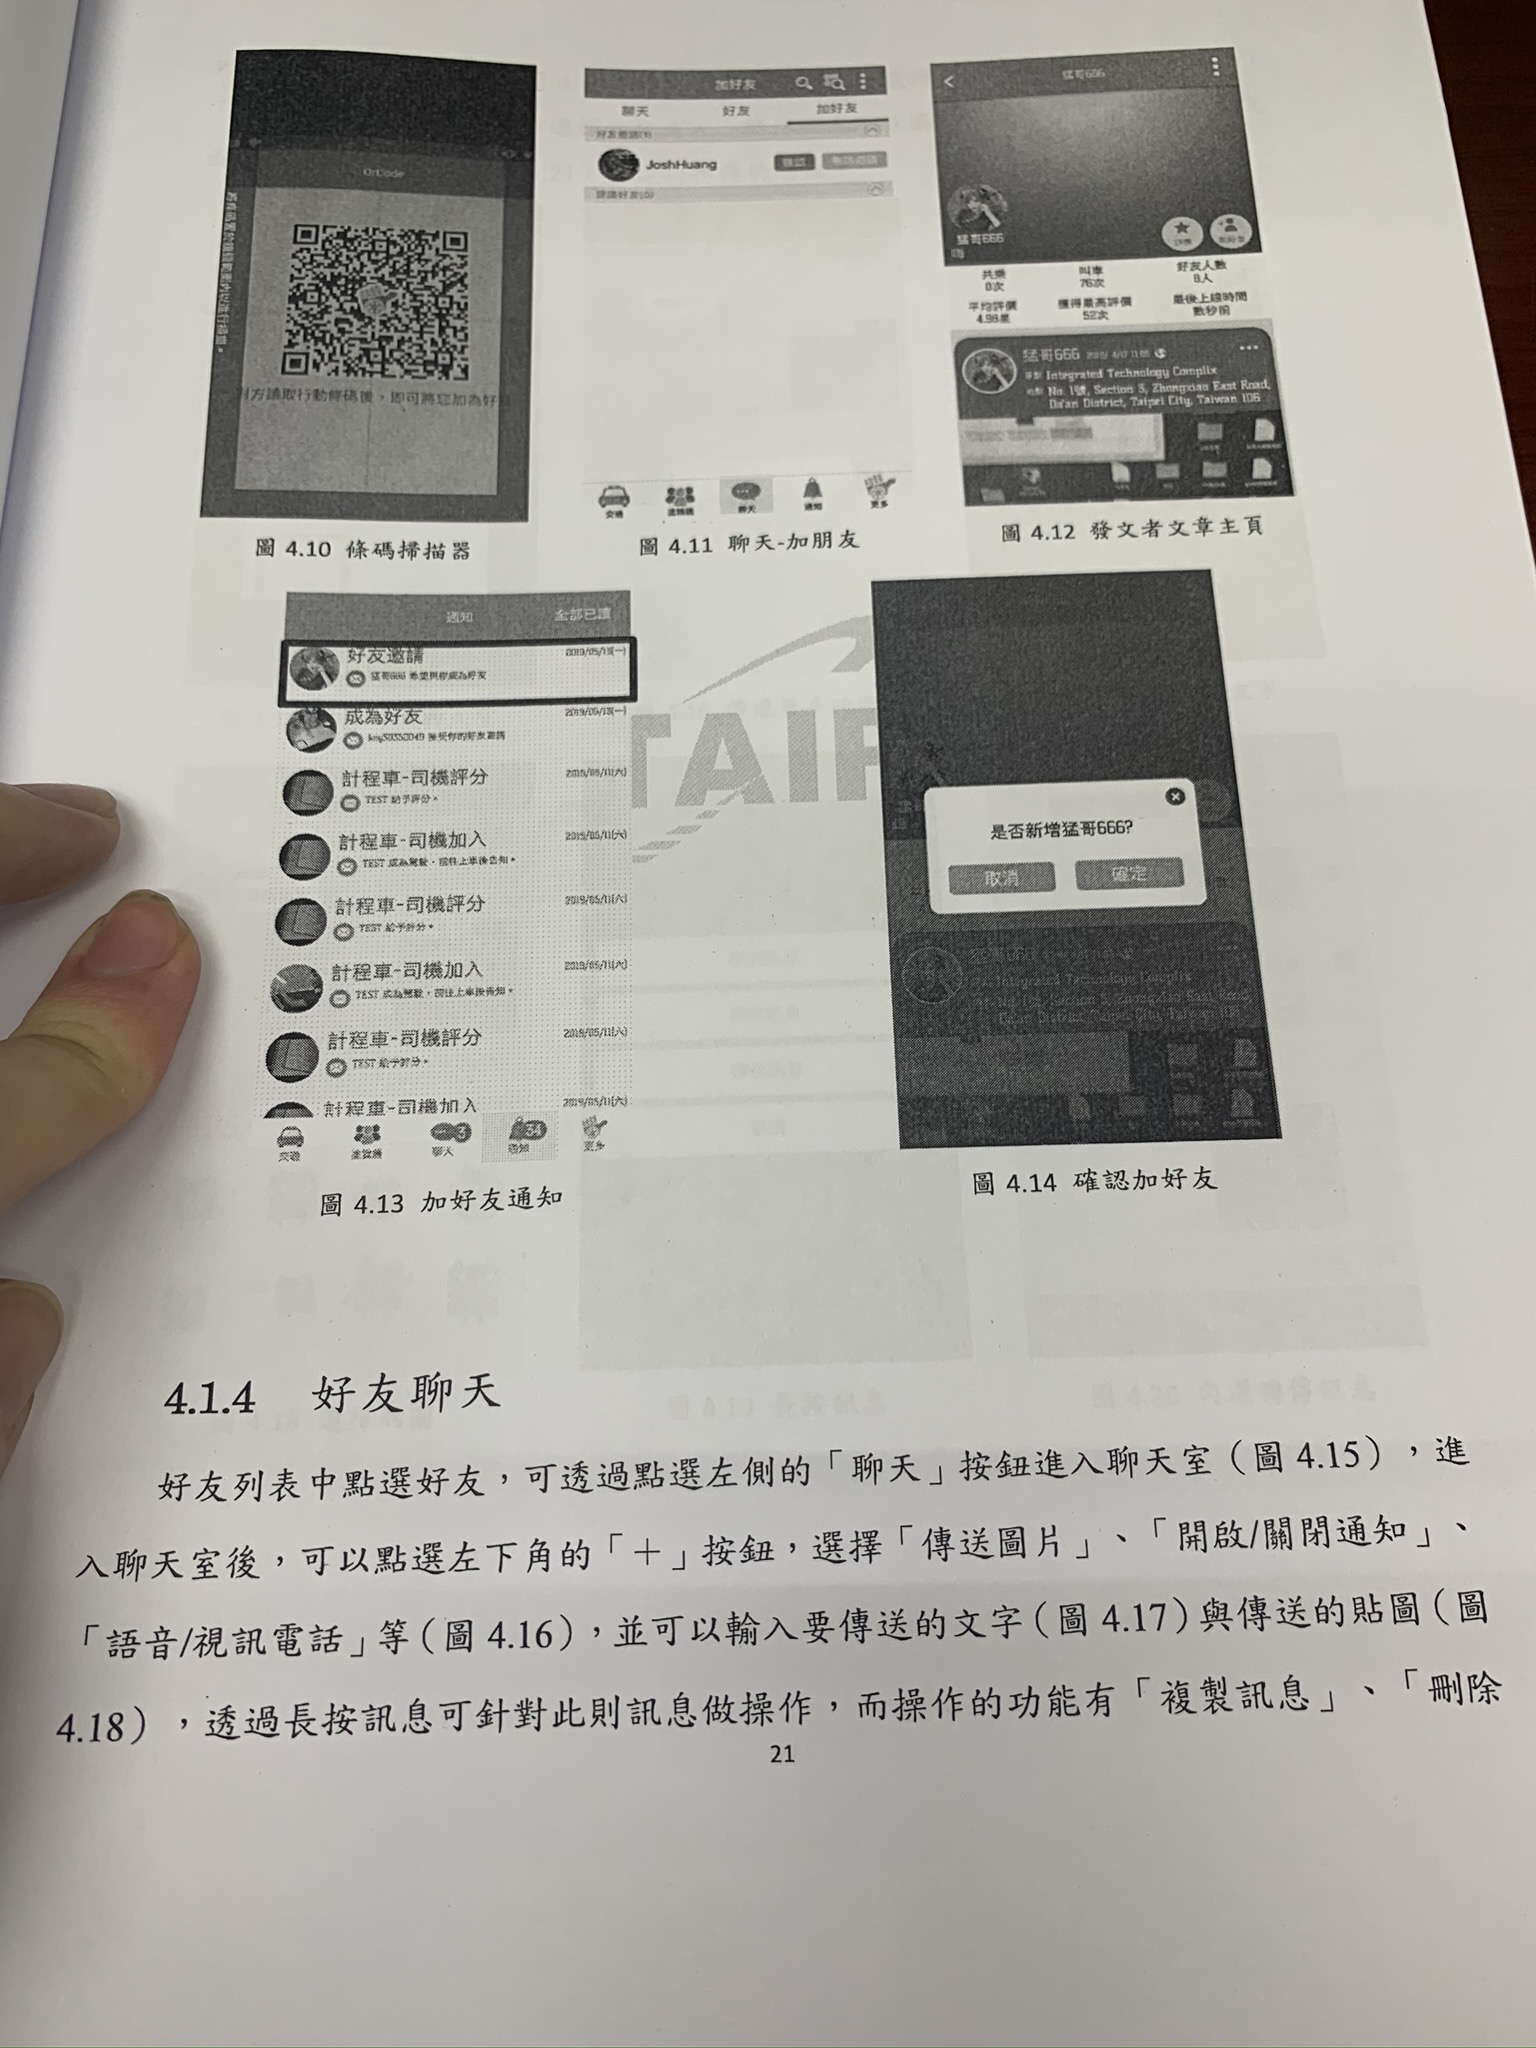 QrCode
對方讀取行動條碼後，即可將您加為好
圖 4.10 條碼掃描器
加好友
聊天 好友 加好友
JoshHuang
交通 聊天 通知 更多
圖 4.11 聊天-加朋友
猛哥666
猛哥666
嗨
共乘 叫車 好友人數
0次 76次 8人
平均評價 獲得最高評價 最後上線時間
4.98星 52次 數秒前
猛哥666
Integrated Technology Complix
No. 1號, Section 3, Zhongxiao East Road,
Da'an District, Taipei City, Taiwan 106
圖 4.12 發文者文章主頁
通知 全部已讀
好友邀請 2019/05/13(一)
猛哥666 希望與你成為好友
成為好友 2019/05/13(一)
接受你的好友邀請
計程車-司機評分 2019/05/11(六)
TEST 給予評分。
計程車-司機加入 2019/05/11(六)
TEST 成為駕駛，前往上車後告知。
計程車-司機評分 2019/05/11(六)
TEST 給予評分。
計程車-司機加入 2019/05/11(六)
TEST 成為駕駛，前往上車後告知。
計程車-司機評分 2019/05/11(六)
TEST 給予評分。
計程車-司機加入 2019/05/11(六)
交通 聊天 3 通知 34 更多
圖 4.13 加好友通知
TAIP
是否新增猛哥666?
取消 確定
圖 4.14 確認加好友
4.1.4 好友聊天
好友列表中點選好友，可透過點選左側的「聊天」按鈕進入聊天室（圖 4.15），進
入聊天室後，可以點選左下角的「＋」按鈕，選擇「傳送圖片」、「開啟/關閉通知」、
「語音/視訊電話」等（圖 4.16），並可以輸入要傳送的文字（圖 4.17）與傳送的貼圖（圖
4.18），透過長按訊息可針對此則訊息做操作，而操作的功能有「複製訊息」、「刪除
21